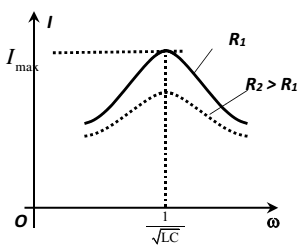 I
R₁
I_max
R₂ > R₁
O
1/√LC
ω